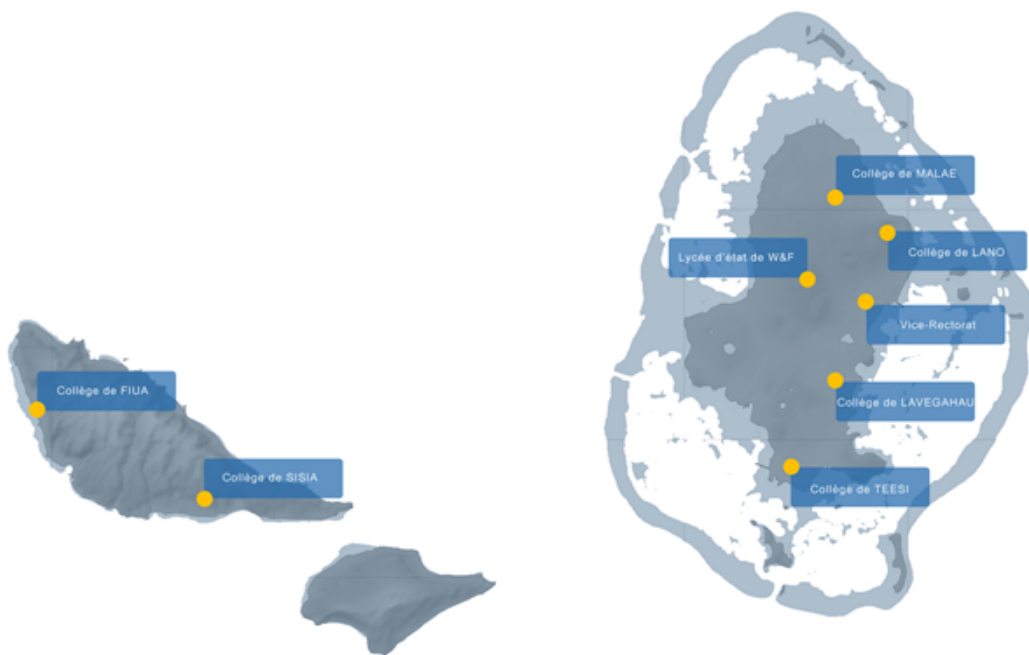 Collège de MALAE
Collège de LANO
Lycée d'état de W&F
Vice-Rectorat
Collège de FIUA
Collège de LAVEGAHAU
Collège de SISIA
Collège de TEESI